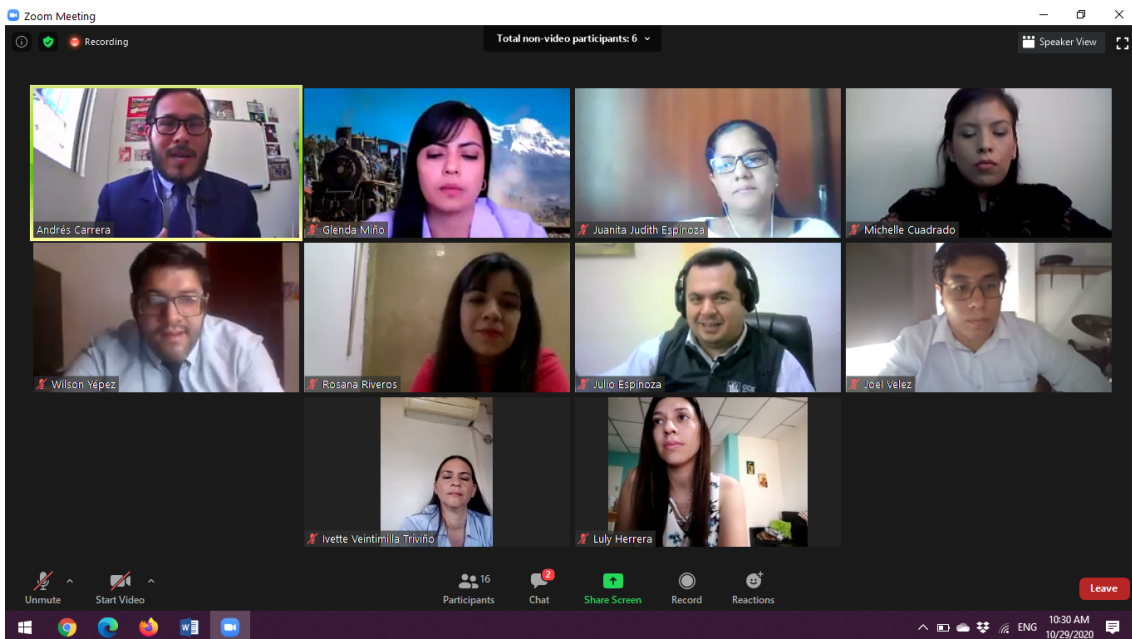 Zoom Meeting
Recording
Total non-video participants: 6
Speaker View
Andrés Carrera
Glenda Miño
Juanita Judith Espinoza
Michelle Cuadrado
Wilson Yépez
Rosana Riveros
Julio Espinoza
Joel Velez
Ivette Veintimilla Triviño
Luly Herrera
Unmute
Start Video
16
Participants
2
Chat
Share Screen
Record
Reactions
Leave
ENG
10:30 AM
10/29/2020